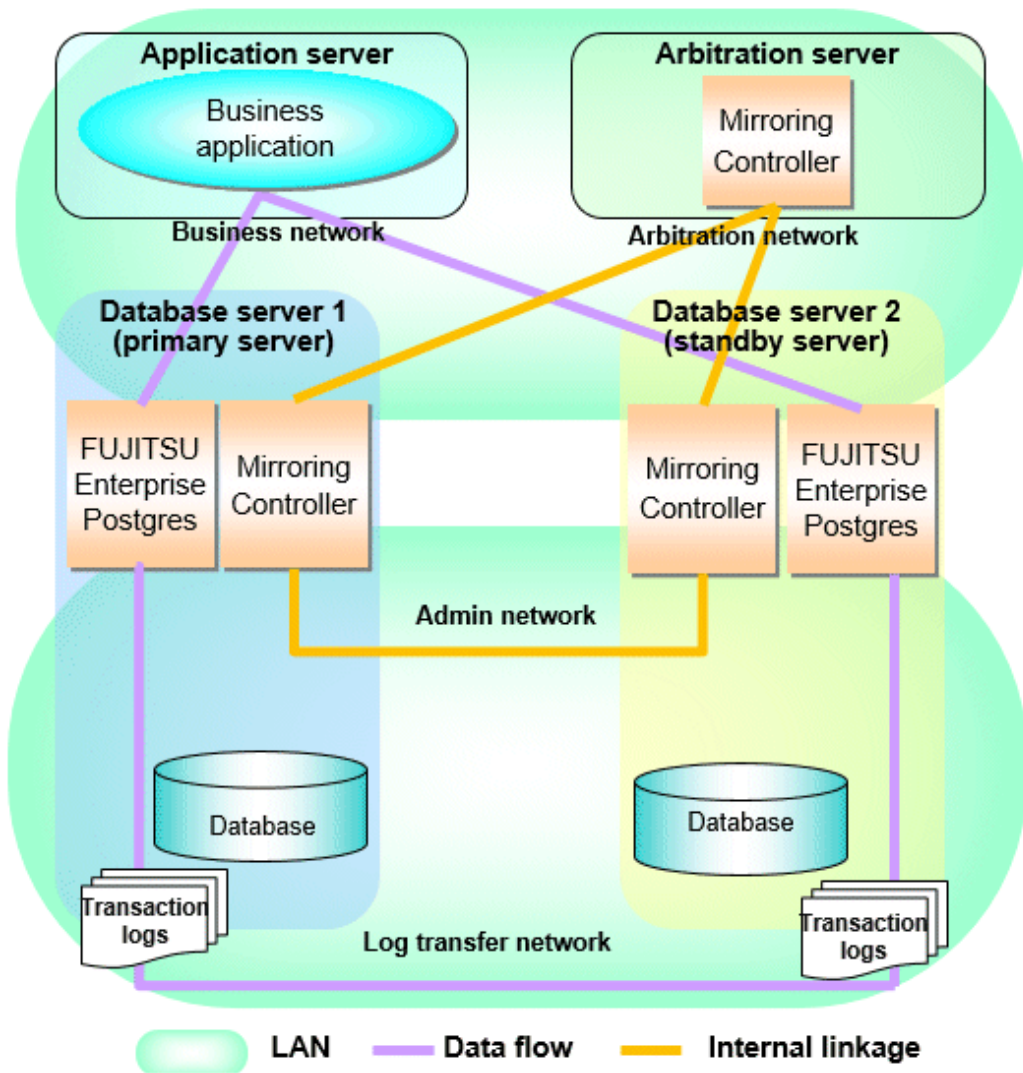 Application server
Business
application
Arbitration server
Mirroring
Controller
Business network
Arbitration network
Database server 1
(primary server)
Database server 2
(standby server)
FUJITSU
Enterprise
Postgres
Mirroring
Controller
Mirroring
Controller
FUJITSU
Enterprise
Postgres
Admin network
Database
Database
Transaction
logs
Log transfer network
Transaction
logs
LAN
Data flow
Internal linkage